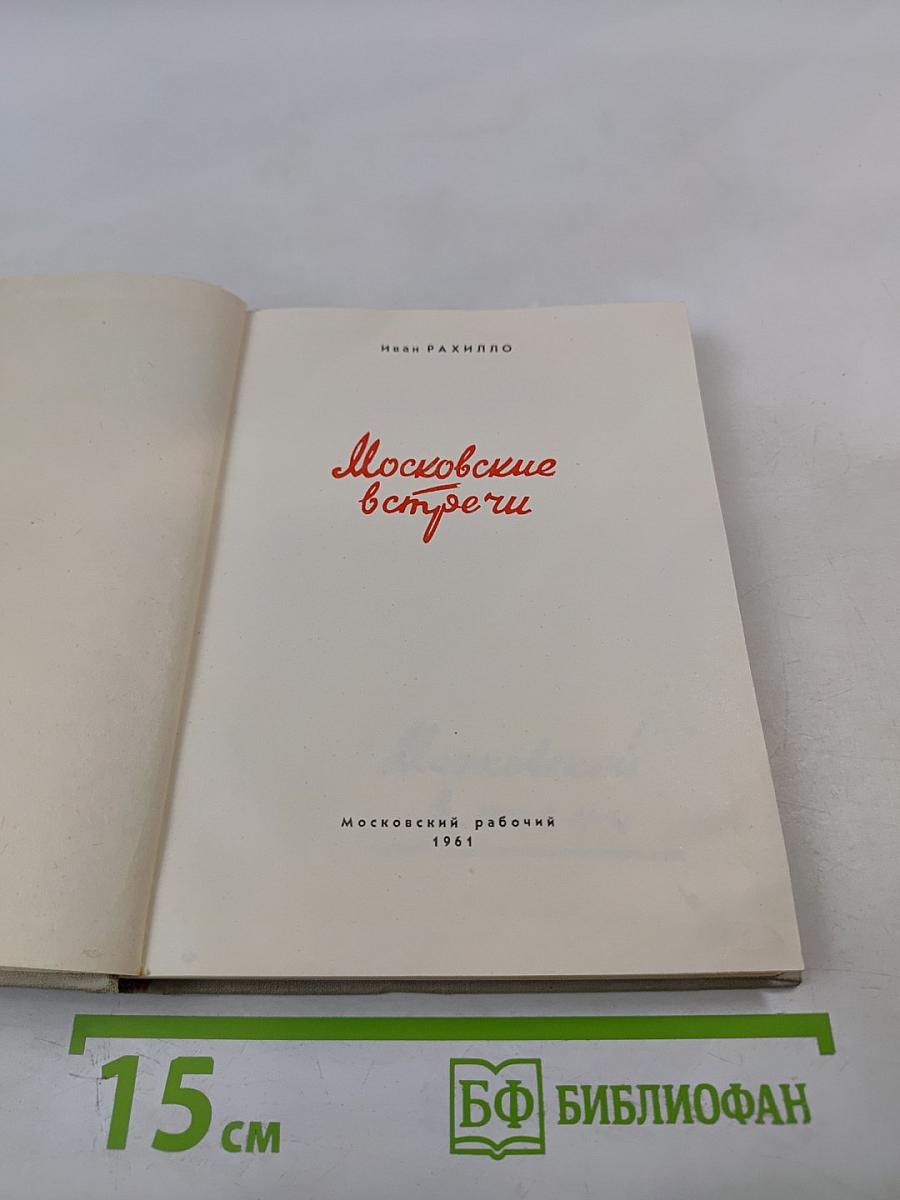 Иван РАХИЛЛО
Московские
встречи
Московский рабочий
1961
15 см
БФ БИБЛИОФАН